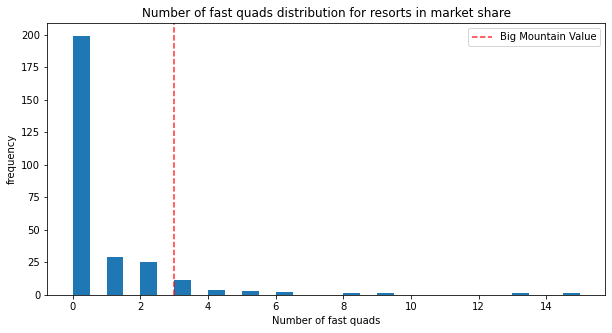 Number of fast quads distribution for resorts in market share
Big Mountain Value
frequency
200
175
150
125
100
75
50
25
0
0 2 4 6 8 10 12 14
Number of fast quads